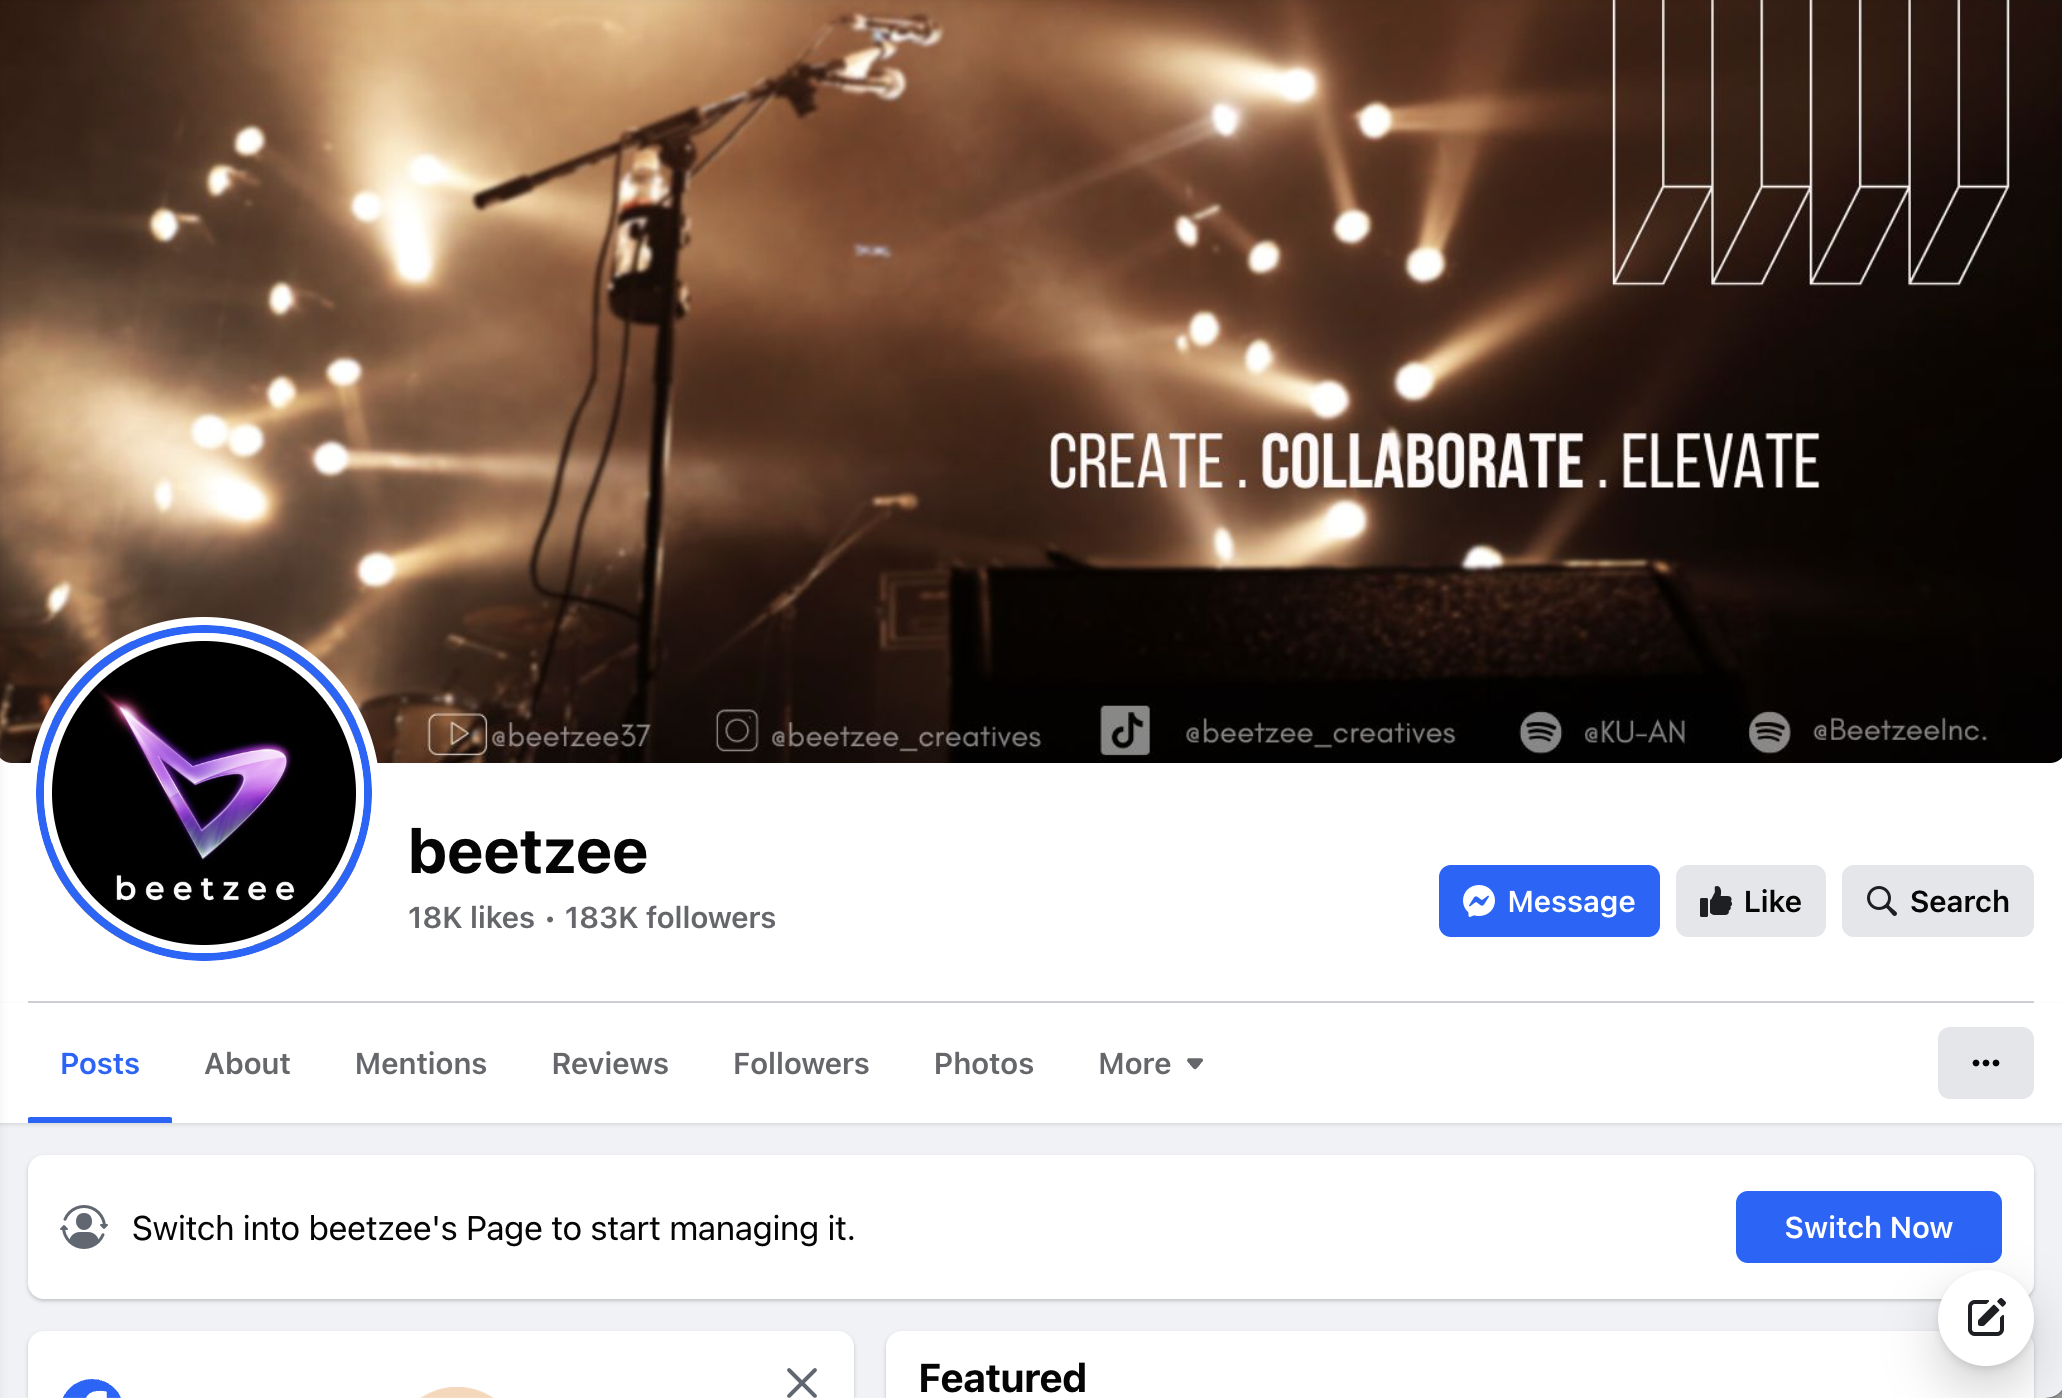 CREATE . COLLABORATE . ELEVATE
@beetzee37 @beetzee_creatives @beetzee_creatives @KU-AN @BeetzeeInc.
beetzee
beetzee
18K likes • 183K followers
Message Like Search
Posts About Mentions Reviews Followers Photos More
Switch into beetzee's Page to start managing it.
Switch Now
Featured